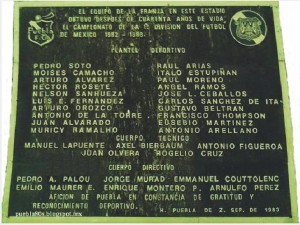 EL EQUIPO DE LA FRANJA EN ESTE ESTADIO
OBTUVO DESPUES DE CUARENTA AÑOS DE VIDA,
EL CAMPEONATO DE LA 1a DIVISION DEL FUTBOL
DE MEXICO 1982 - 1983.
PLANTEL DEPORTIVO
PEDRO SOTO RAUL ARIAS
MOISES CAMACHO ITALO ESTUPIÑAN
ARTURO ALVAREZ PAUL MORENO
HECTOR ROSETE ANGEL RAMOS
NELSON SANHUEZA JOSE L. CEBALLOS
LUIS E. FERNANDEZ CARLOS SANCHEZ DE ITA
ARTURO OROZCO GUSTAVO BELTRAN
ANTONIO DE LA TORRE FRANCISCO THOMPSON
JUAN ALVARADO EUSEBIO MARTINEZ
MURICY RAMALHO ANTONIO ARELLANO
CUERPO TECNICO
MANUEL LAPUENTE AXEL BIERBAUM ANTONIO FIGUEROA
JUAN OLVERA ROGELIO CRUZ
CUERPO DIRECTIVO
PEDRO A. PALOU JORGE MURAD EMMANUEL COUTTOLENC
EMILIO MAURER E. ENRIQUE MONTERO P. ARNULFO PEREZ
AFICION DE PUEBLA EN CONSTANCIA DE GRATITUD Y
RECONOCIMIENTO DEPORTIVO. H. PUEBLA DE Z. SEP. DE 1983